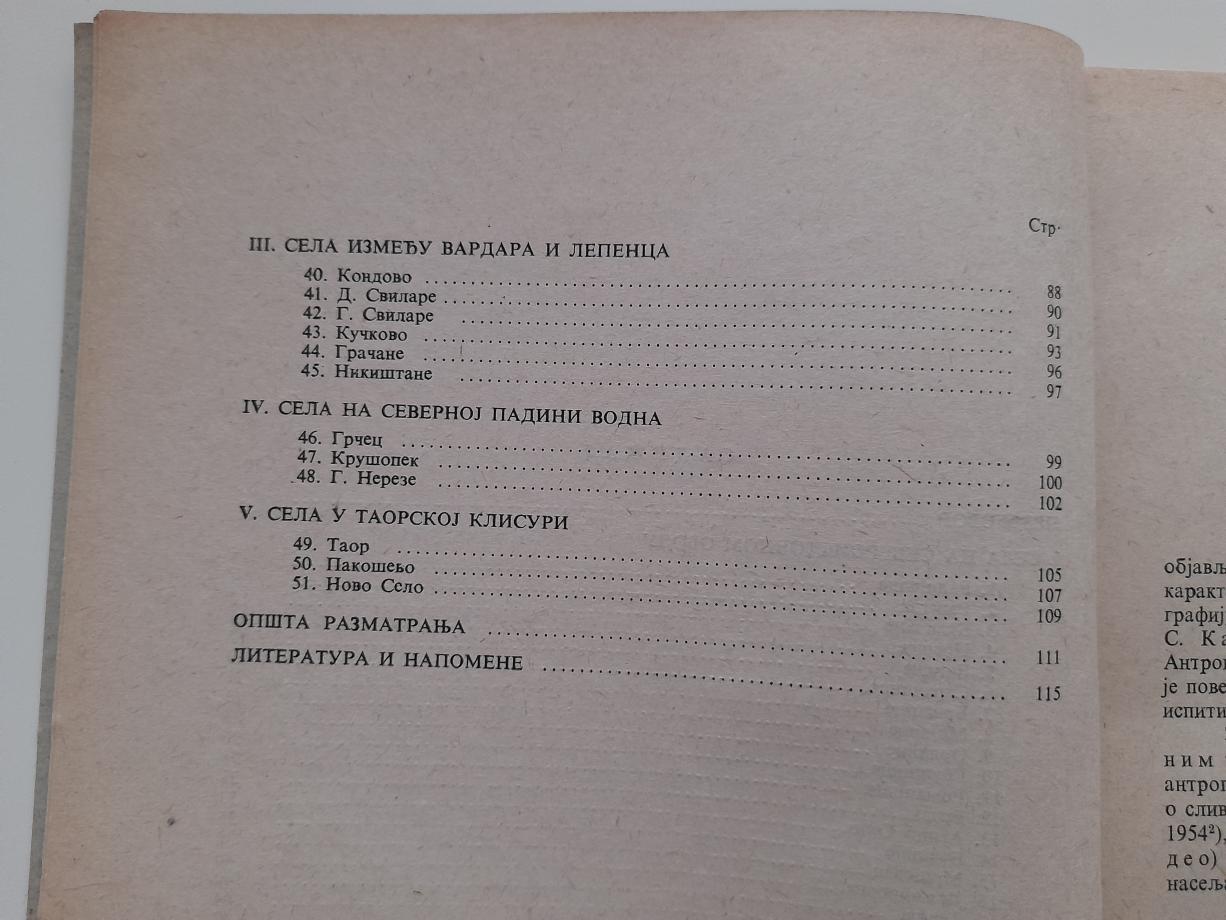 Стр.
III. СЕЛА ИЗМЕЂУ ВАРДАРА И ЛЕПЕНЦА
40. Кондово ........ 88
41. Д. Свиларе ........ 90
42. Г. Свиларе ........ 91
43. Кучково ........ 93
44. Грачане ........ 96
45. Никиштане ........ 97
IV. СЕЛА НА СЕВЕРНОЈ ПАДИНИ ВОДНА
46. Грчец ........ 99
47. Крушопек ........ 100
48. Г. Нерезе ........ 102
V. СЕЛА У ТАОРСКОЈ КЛИСУРИ
49. Таор ........ 105
50. Пакошево ........ 107
51. Ново Село ........ 109
ОПШТА РАЗМАТРАЊА ........ 111
ЛИТЕРАТУРА И НАПОМЕНЕ ........ 115
објављ
каракт
графиј
С. Ка
Антроп
је пове
испити
ним
антроп
о слив
1954²),
део)
насеља